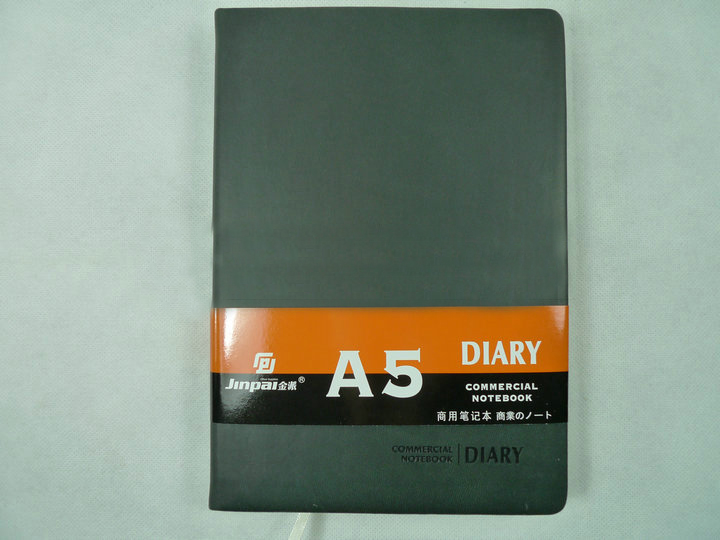 Jinpai金派®
A5
DIARY
COMMERCIAL
NOTEBOOK
商用笔记本 商業のノート
COMMERCIAL
NOTEBOOK
DIARY